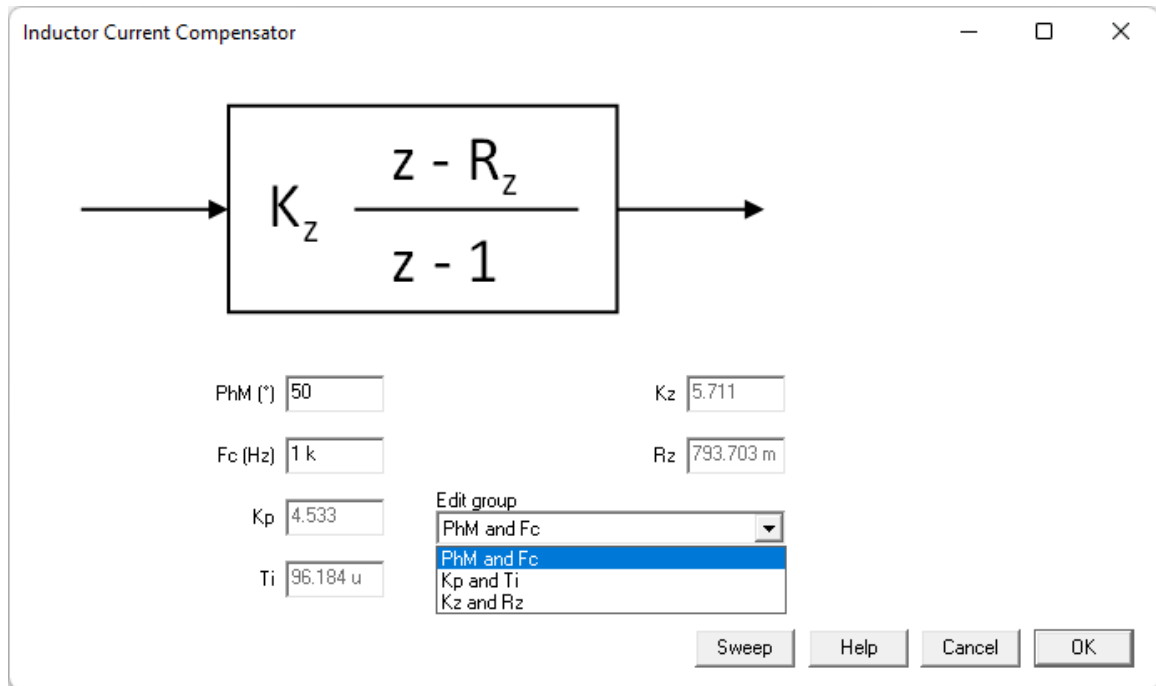 Inductor Current Compensator
z - Rz
Kz
z - 1
PhM (°) 50
Kz 5.711
Fc (Hz) 1 k
Rz 793.703 m
Kp 4.533
Edit group
PhM and Fc
Ti 96.184 u
PhM and Fc
Kp and Ti
Kz and Rz
Sweep Help Cancel OK